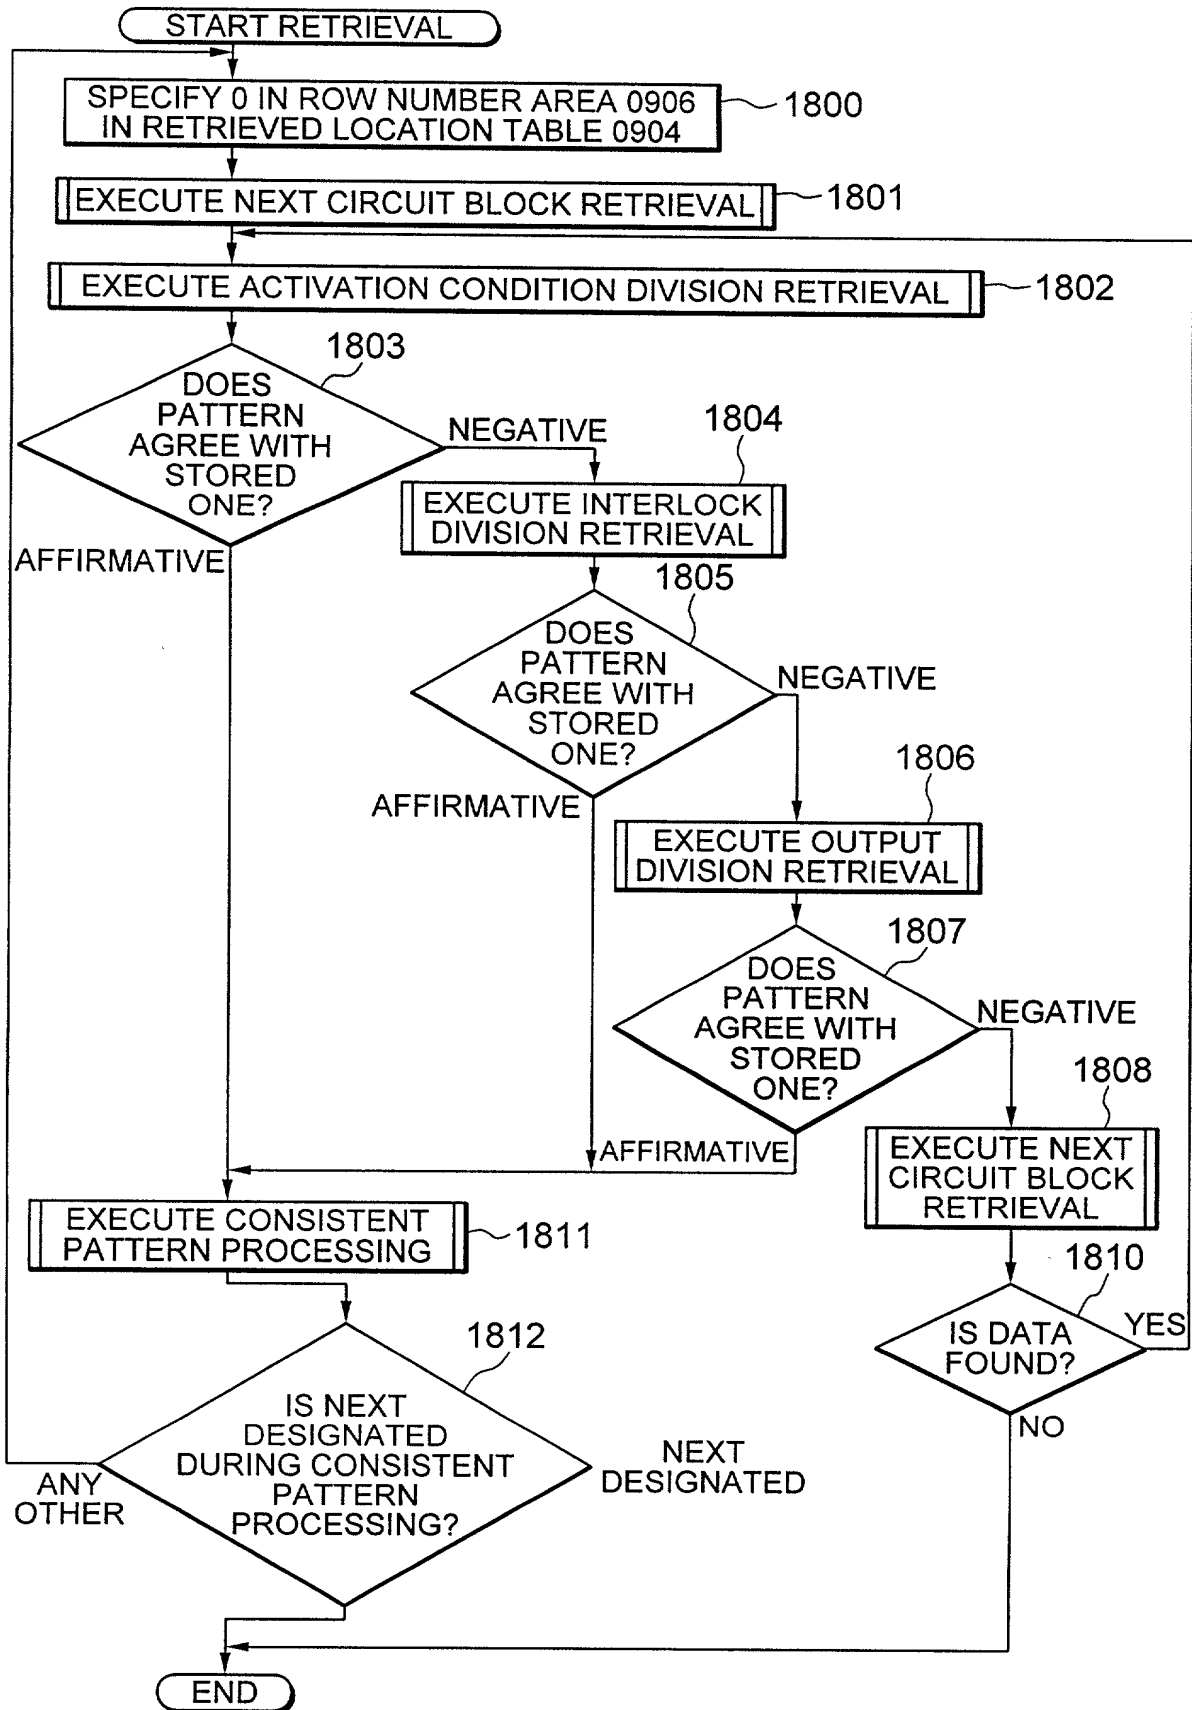 START RETRIEVAL
SPECIFY 0 IN ROW NUMBER AREA 0906
IN RETRIEVED LOCATION TABLE 0904
1800
EXECUTE NEXT CIRCUIT BLOCK RETRIEVAL
1801
EXECUTE ACTIVATION CONDITION DIVISION RETRIEVAL
1802
1803
DOES
PATTERN
AGREE WITH
STORED
ONE?
NEGATIVE
AFFIRMATIVE
1804
EXECUTE INTERLOCK
DIVISION RETRIEVAL
1805
DOES
PATTERN
AGREE WITH
STORED
ONE?
NEGATIVE
AFFIRMATIVE
1806
EXECUTE OUTPUT
DIVISION RETRIEVAL
1807
DOES
PATTERN
AGREE WITH
STORED
ONE?
NEGATIVE
AFFIRMATIVE
1808
EXECUTE NEXT
CIRCUIT BLOCK
RETRIEVAL
1810
IS DATA
FOUND?
YES
NO
EXECUTE CONSISTENT
PATTERN PROCESSING
1811
1812
IS NEXT
DESIGNATED
DURING CONSISTENT
PATTERN
PROCESSING?
NEXT
DESIGNATED
ANY
OTHER
END